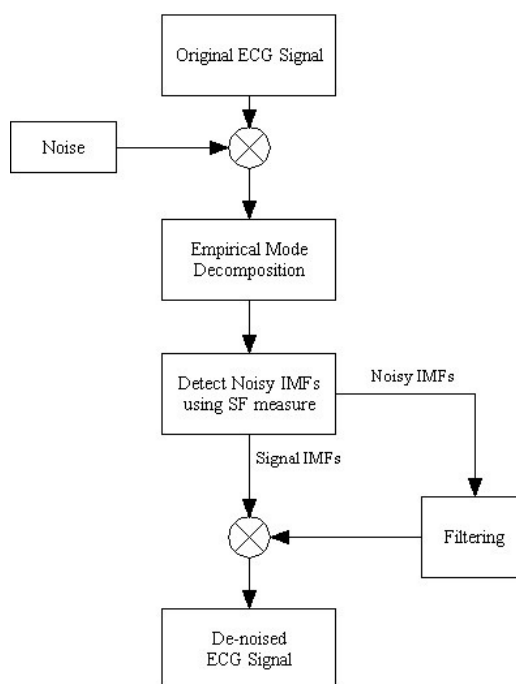 Original ECG Signal
Noise
Empirical Mode
Decomposition
Detect Noisy IMFs
using SF measure
Noisy IMFs
Signal IMFs
Filtering
De-noised
ECG Signal